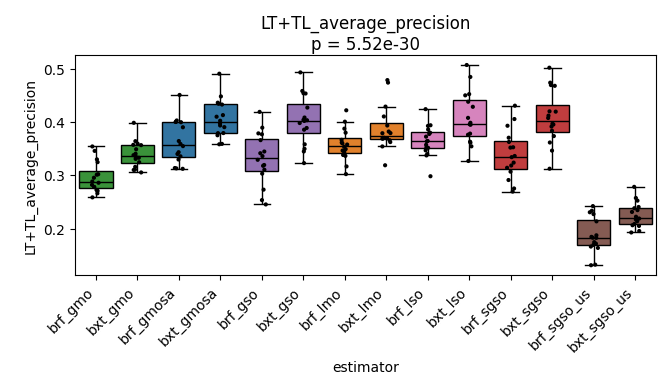 LT+TL_average_precision
p = 5.52e-30
LT+TL_average_precision
0.5
0.4
0.3
0.2
brf_gmo
bxt_gmo
brf_gmosa
bxt_gmosa
brf_gso
bxt_gso
brf_lmo
bxt_lmo
brf_lso
bxt_lso
brf_sgso
bxt_sgso
brf_sgso_us
bxt_sgso_us
estimator